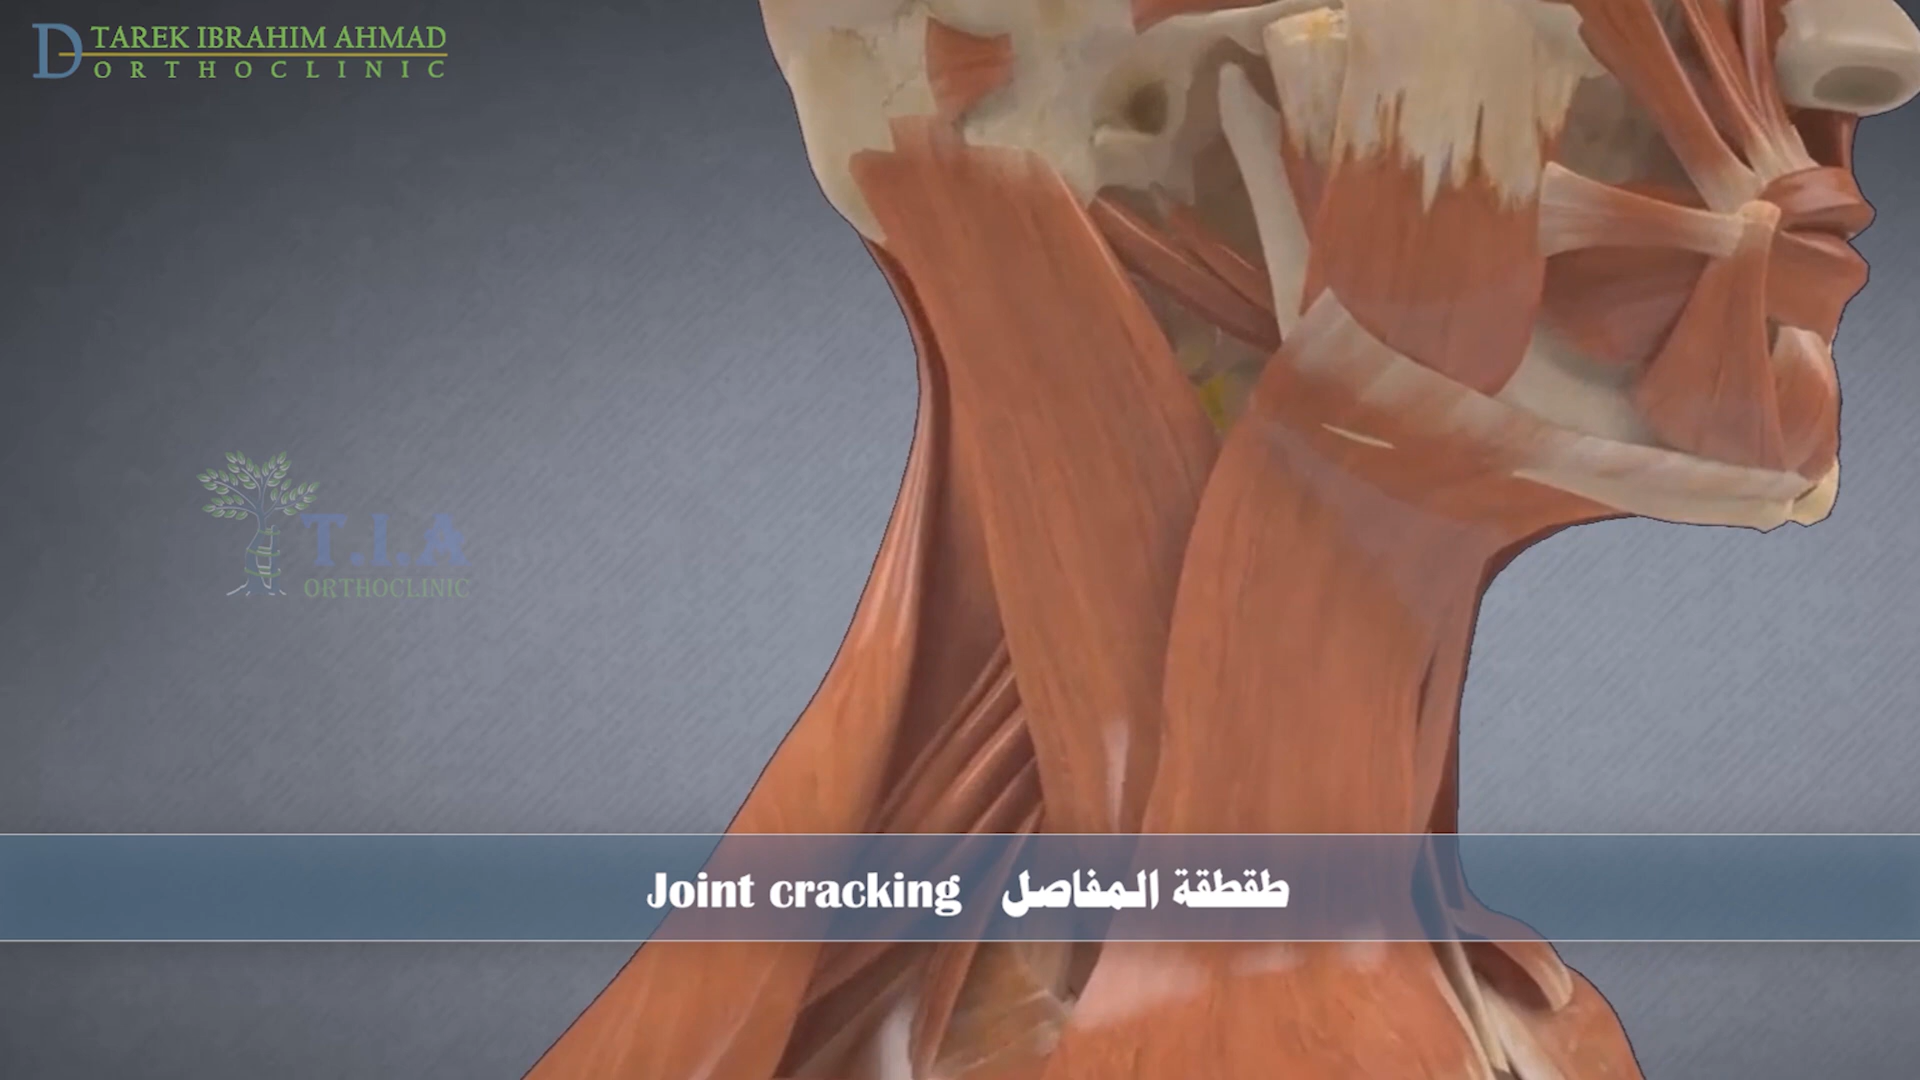 D TAREK IBRAHIM AHMAD
ORTHOCLINIC
T.I.A
ORTHOCLINIC
Joint cracking طقطقة المفاصل